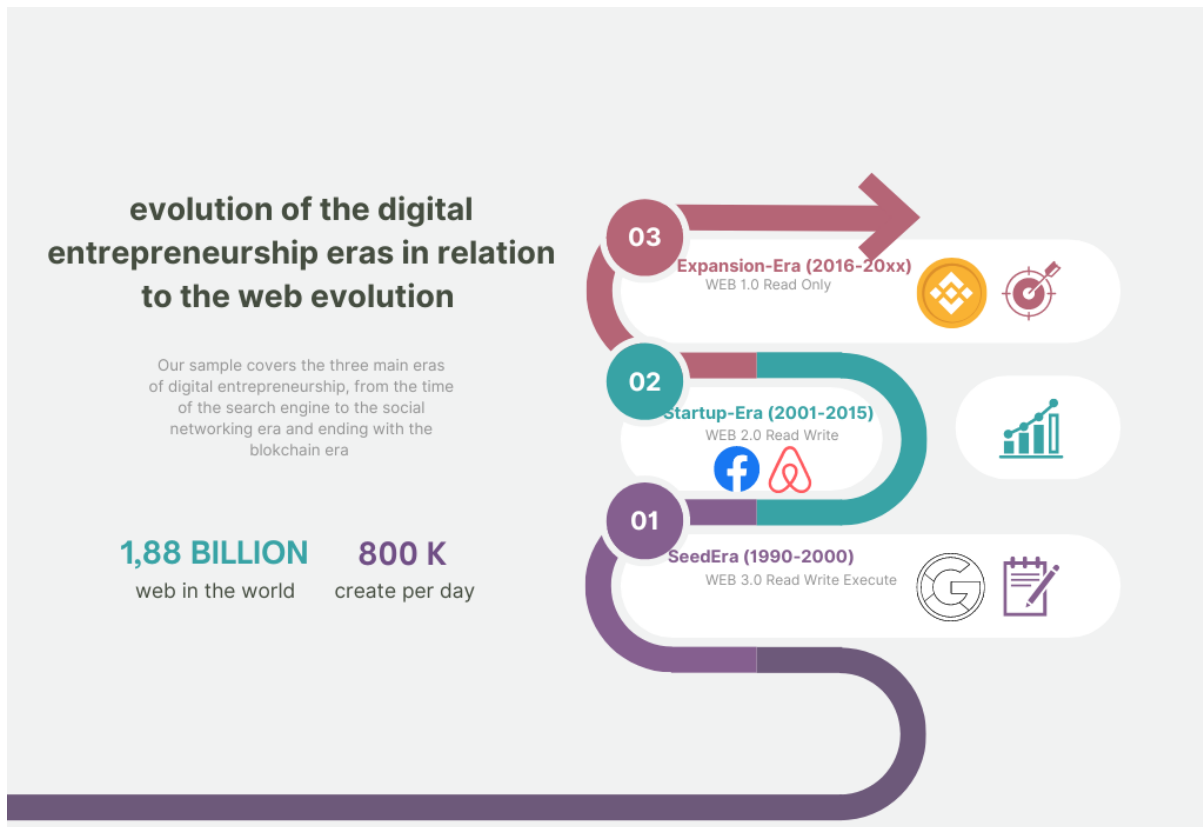 evolution of the digital
entrepreneurship eras in relation
to the web evolution
Our sample covers the three main eras
of digital entrepreneurship, from the time
of the search engine to the social
networking era and ending with the
blokchain era
1,88 BILLION
web in the world
800 K
create per day
03
Expansion-Era (2016-20xx)
WEB 1.0 Read Only
02
Startup-Era (2001-2015)
WEB 2.0 Read Write
01
SeedEra (1990-2000)
WEB 3.0 Read Write Execute